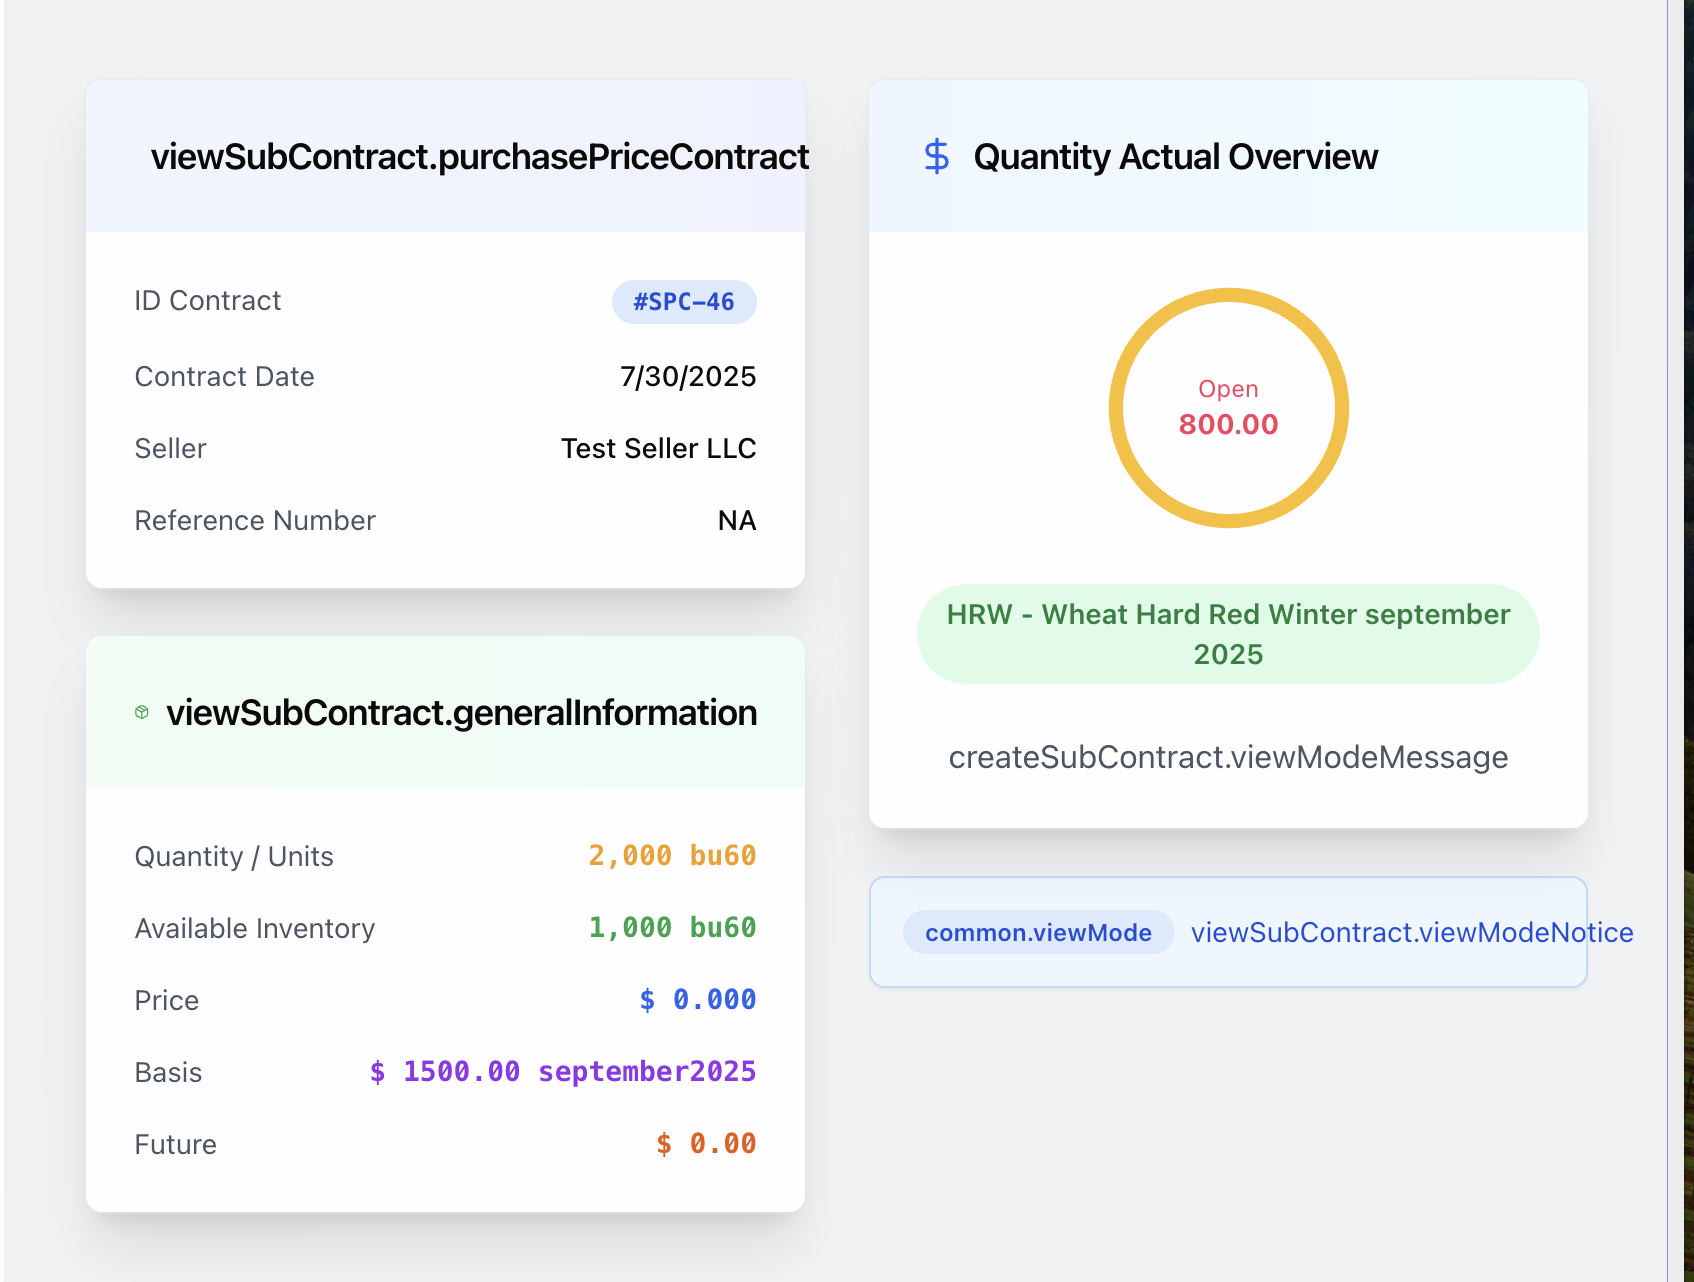 viewSubContract.purchasePriceContract
ID Contract #SPC-46
Contract Date 7/30/2025
Seller Test Seller LLC
Reference Number NA
viewSubContract.generalInformation
Quantity / Units 2,000 bu60
Available Inventory 1,000 bu60
Price $ 0.000
Basis $ 1500.00 september2025
Future $ 0.00
Quantity Actual Overview
Open
800.00
HRW - Wheat Hard Red Winter september
2025
createSubContract.viewModeMessage
common.viewMode viewSubContract.viewModeNotice